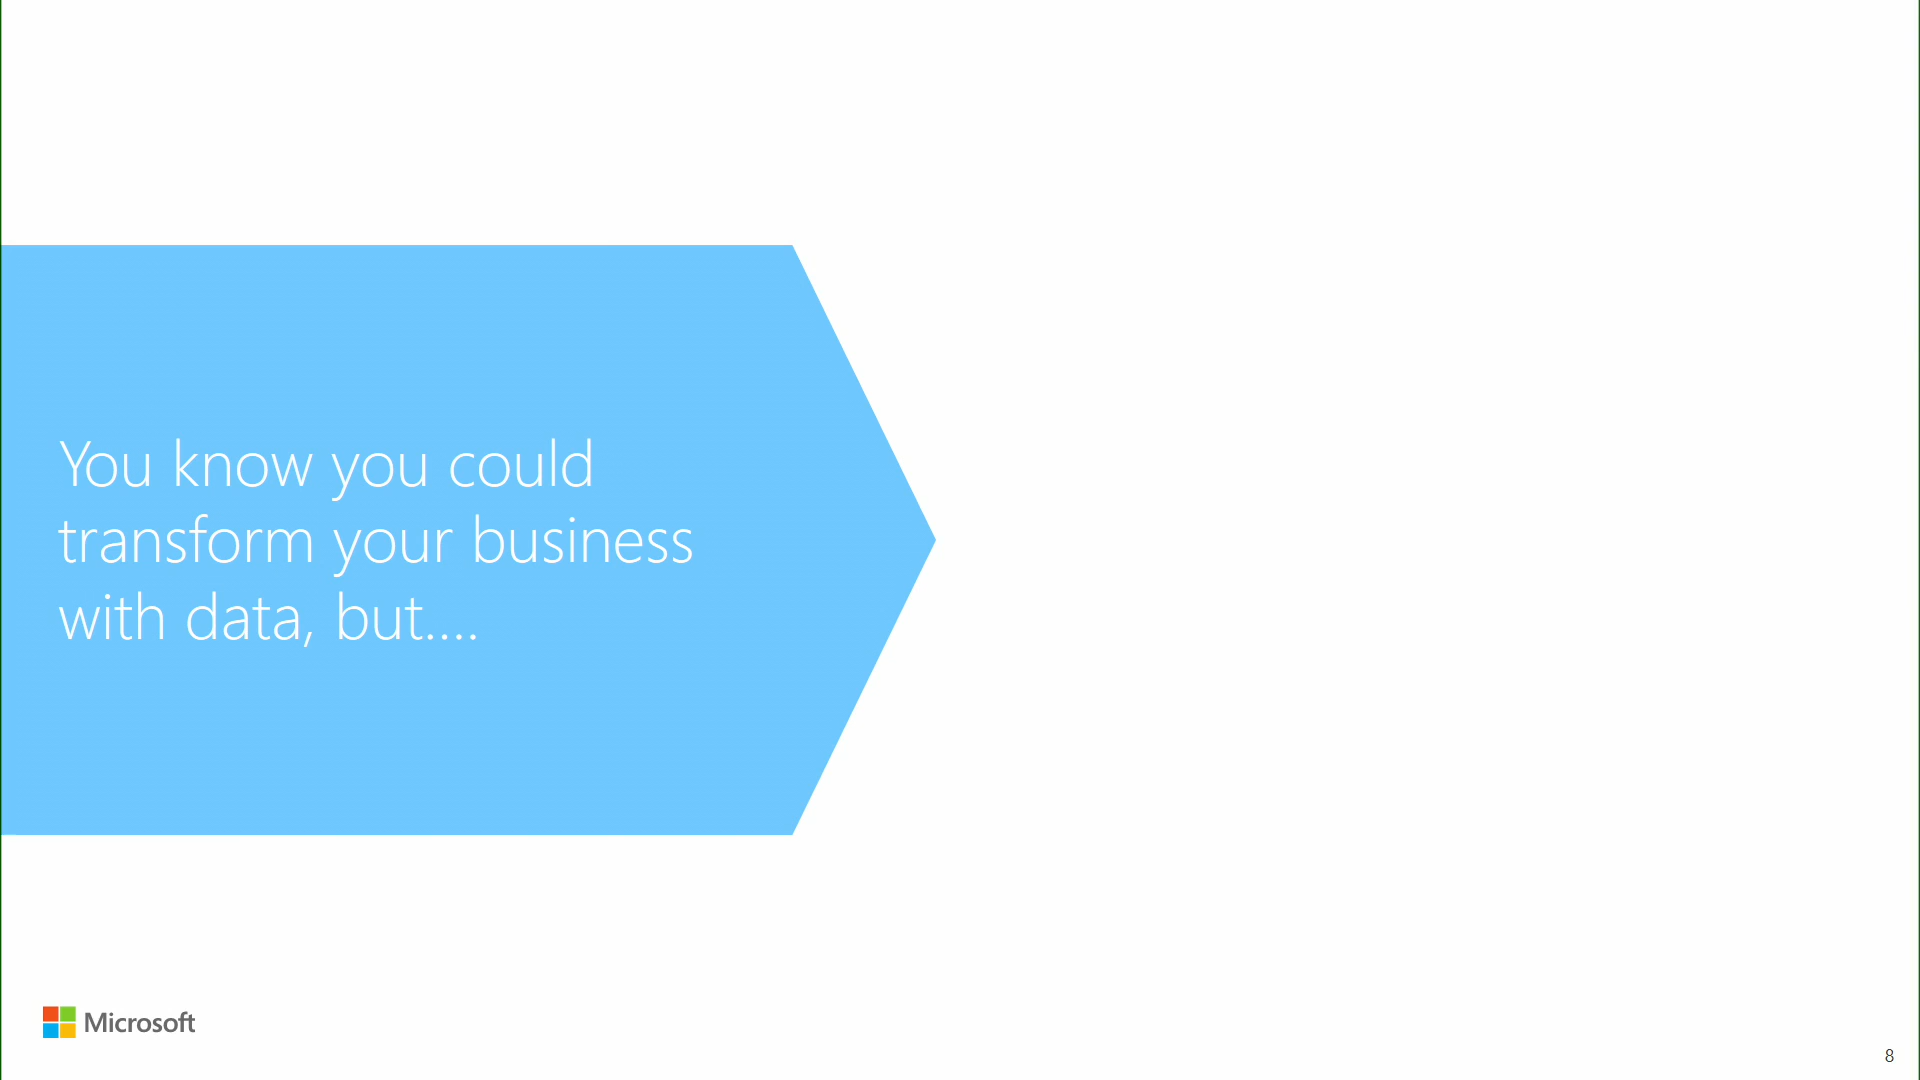 You know you could
transform your business
with data, but....
Microsoft
8